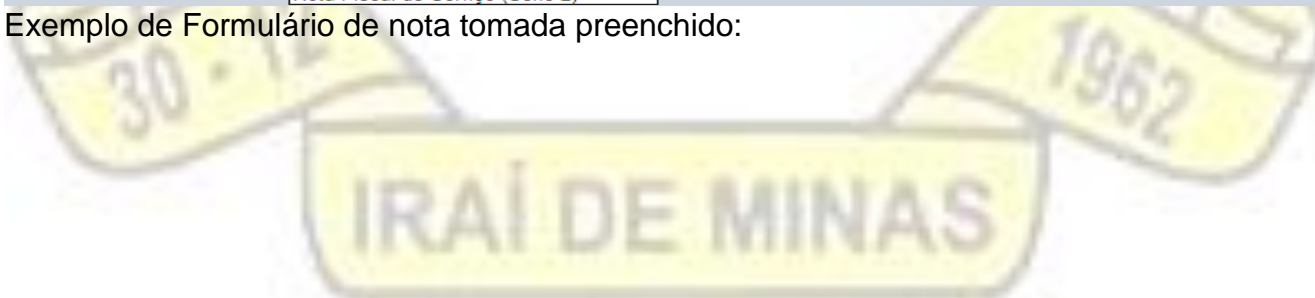 Exemplo de Formulário de nota tomada preenchido:
30 - 12
1962
IRAÍ DE MINAS